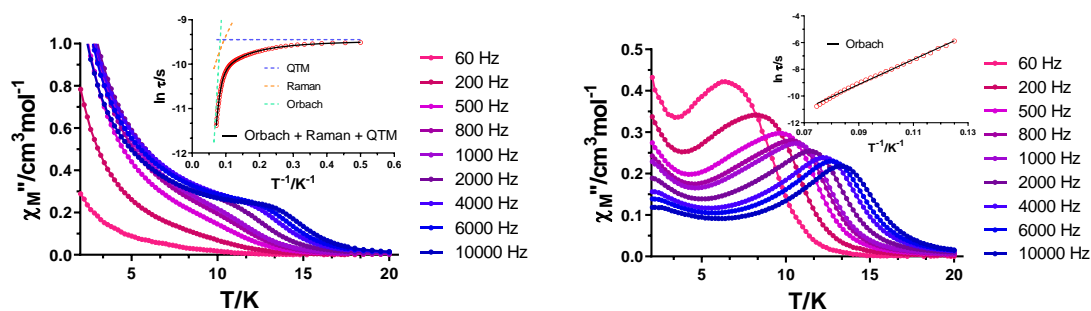 χM''/cm³mol⁻¹
1.0
0.8
0.6
0.4
0.2
0.0
5
10
15
20
T/K
ln τ/s
-9
-10
-11
-12
0.0
0.1
0.2
0.3
0.4
0.5
0.6
T⁻¹/K⁻¹
QTM
Raman
Orbach
Orbach + Raman + QTM
60 Hz
200 Hz
500 Hz
800 Hz
1000 Hz
2000 Hz
4000 Hz
6000 Hz
10000 Hz
χM''/cm³mol⁻¹
0.5
0.4
0.3
0.2
0.1
0.0
5
10
15
20
T/K
ln τ/s
-4
-6
-8
-10
-12
0.07
0.09
0.11
0.13
T⁻¹/K⁻¹
Orbach
60 Hz
200 Hz
500 Hz
800 Hz
1000 Hz
2000 Hz
4000 Hz
6000 Hz
10000 Hz